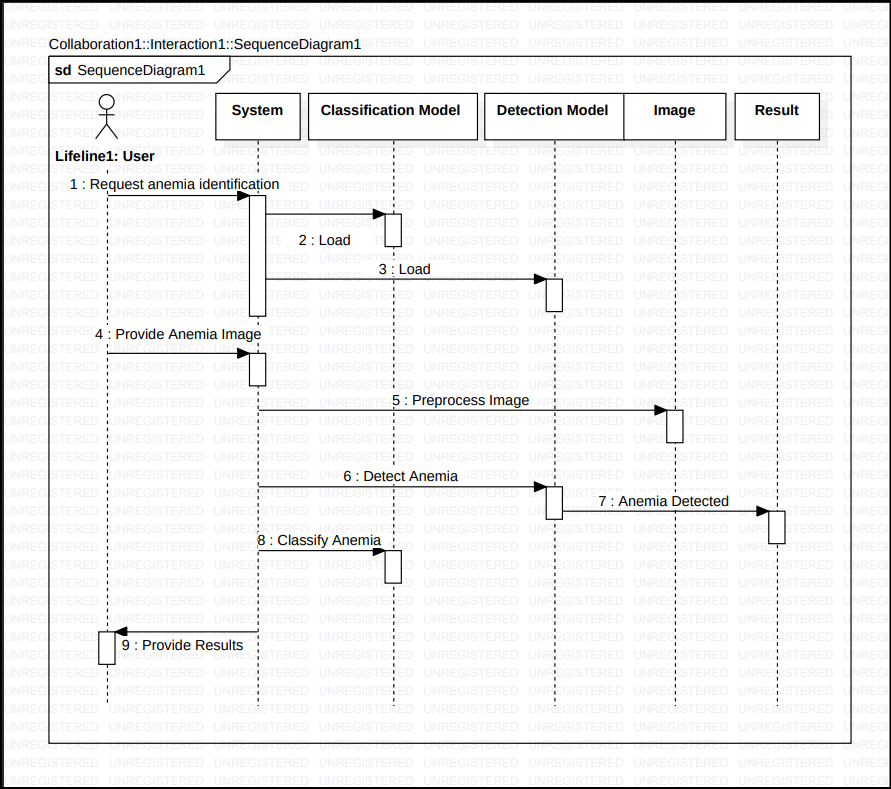 Collaboration1::Interaction1::SequenceDiagram1
sd SequenceDiagram1
System
Classification Model
Detection Model
Image
Result
Lifeline1: User
1 : Request anemia identification
2 : Load
3 : Load
4 : Provide Anemia Image
5 : Preprocess Image
6 : Detect Anemia
7 : Anemia Detected
8 : Classify Anemia
9 : Provide Results
UNREGISTERED